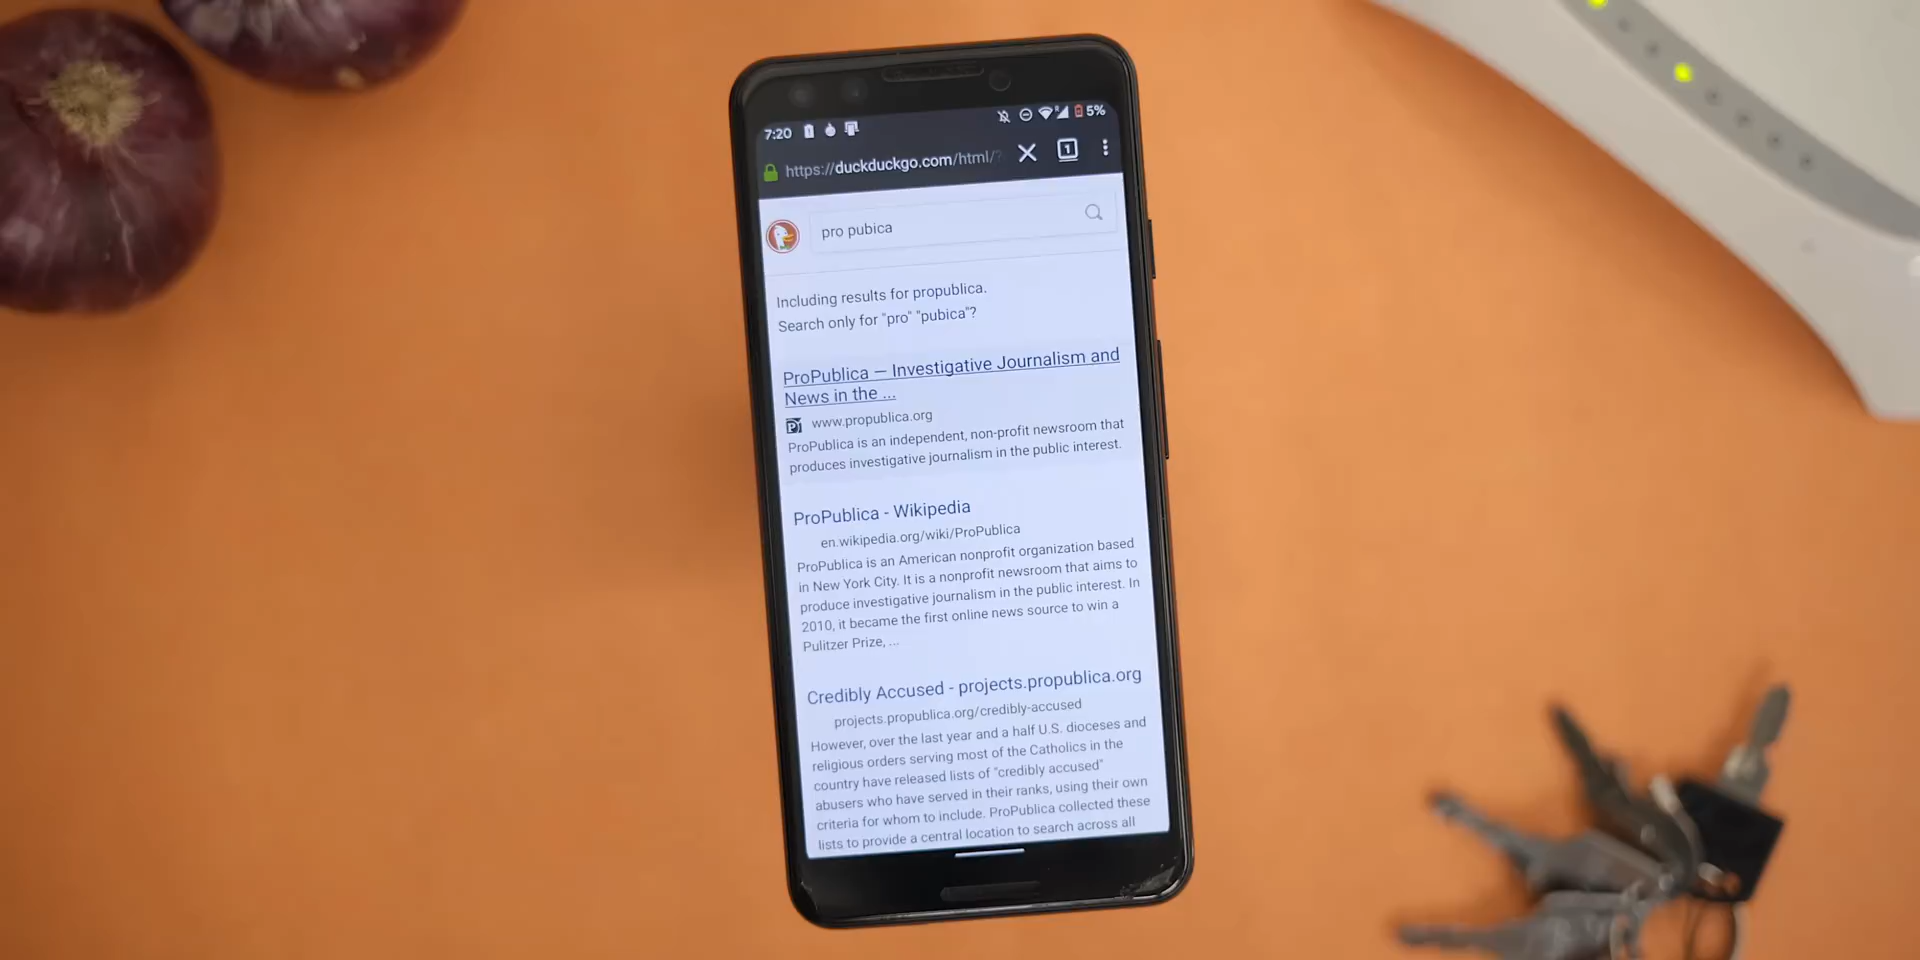 7:20
5%
https://duckduckgo.com/html/?
1
pro pubica
Including results for propublica.
Search only for "pro" "pubica"?
ProPublica — Investigative Journalism and
News in the ...
www.propublica.org
ProPublica is an independent, non-profit newsroom that
produces investigative journalism in the public interest.
ProPublica - Wikipedia
en.wikipedia.org/wiki/ProPublica
ProPublica is an American nonprofit organization based
in New York City. It is a nonprofit newsroom that aims to
produce investigative journalism in the public interest. In
2010, it became the first online news source to win a
Pulitzer Prize, ...
Credibly Accused - projects.propublica.org
projects.propublica.org/credibly-accused
However, over the last year and a half U.S. dioceses and
religious orders serving most of the Catholics in the
country have released lists of "credibly accused"
abusers who have served in their ranks, using their own
criteria for whom to include. ProPublica collected these
lists to provide a central location to search across all